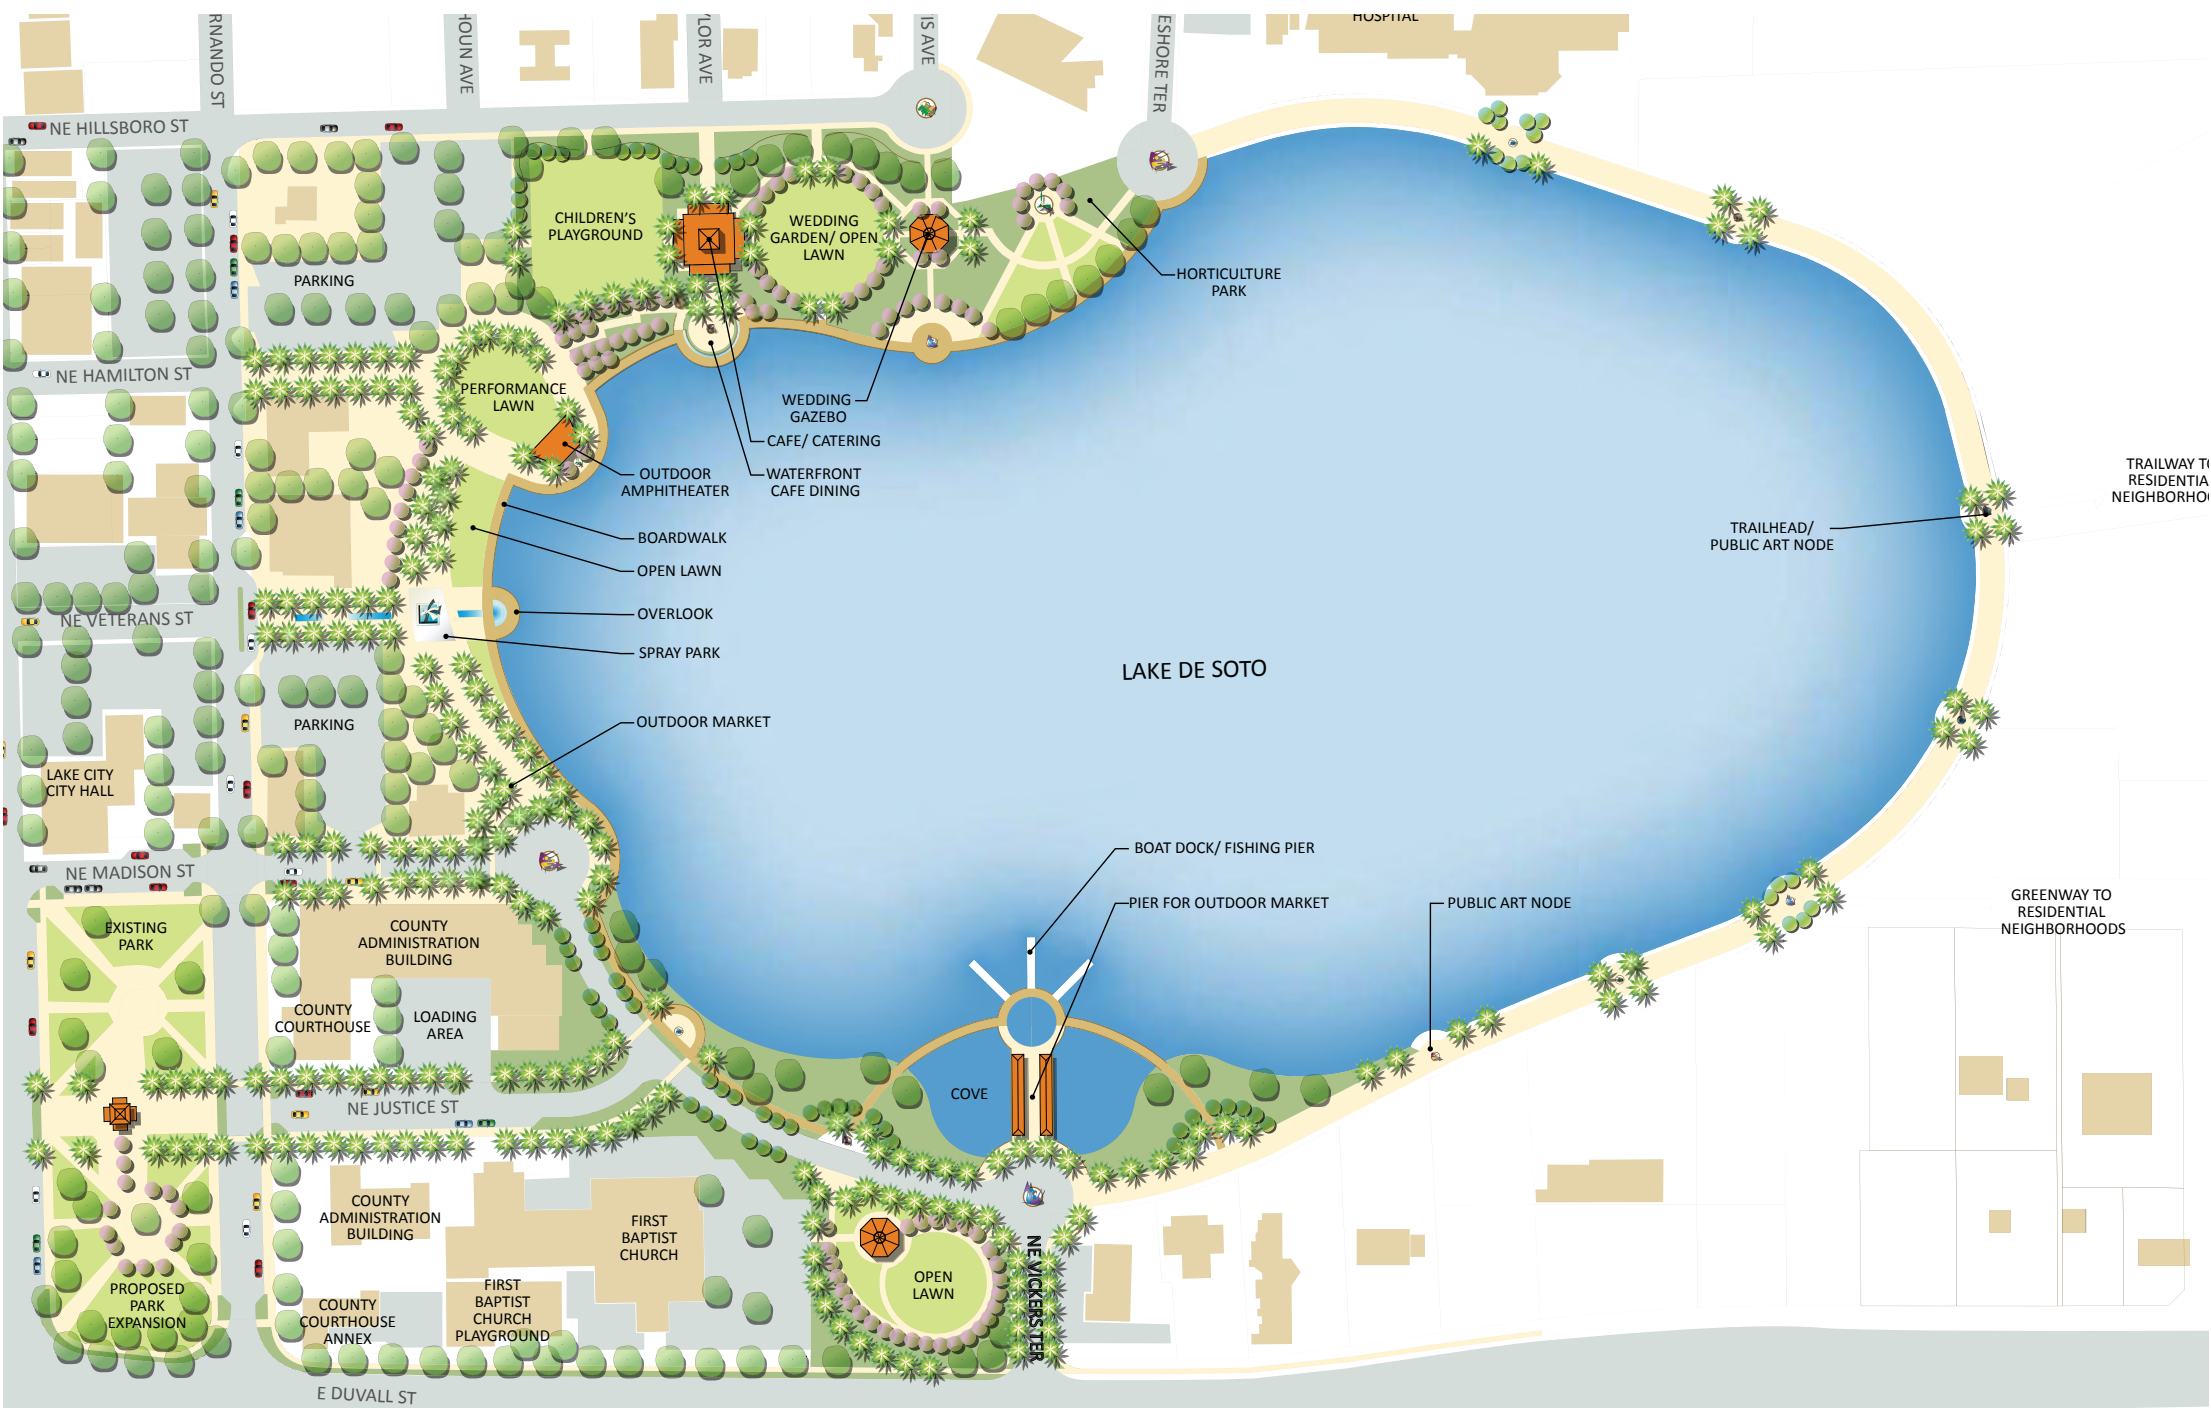 RNANDO ST
HOUN AVE
YLOR AVE
IS AVE
ESHORE TER
HOSPITAL
NE HILLSBORO ST
CHILDREN'S
PLAYGROUND
WEDDING
GARDEN/ OPEN
LAWN
PARKING
HORTICULTURE
PARK
NE HAMILTON ST
PERFORMANCE
LAWN
WEDDING
GAZEBO
CAFE/ CATERING
OUTDOOR
AMPHITHEATER
WATERFRONT
CAFE DINING
TRAILWAY TO
RESIDENTIA
NEIGHBORHO
BOARDWALK
TRAILHEAD/
PUBLIC ART NODE
OPEN LAWN
OVERLOOK
NE VETERANS ST
SPRAY PARK
LAKE DE SOTO
PARKING
OUTDOOR MARKET
LAKE CITY
CITY HALL
BOAT DOCK/ FISHING PIER
NE MADISON ST
PIER FOR OUTDOOR MARKET
PUBLIC ART NODE
GREENWAY TO
RESIDENTIAL
NEIGHBORHOODS
EXISTING
PARK
COUNTY
ADMINISTRATION
BUILDING
COUNTY
COURTHOUSE
LOADING
AREA
COVE
NE JUSTICE ST
COUNTY
ADMINISTRATION
BUILDING
FIRST
BAPTIST
CHURCH
NE VICKERS TER
OPEN
LAWN
PROPOSED
PARK
EXPANSION
COUNTY
COURTHOUSE
ANNEX
FIRST
BAPTIST
CHURCH
PLAYGROUND
E DUVALL ST